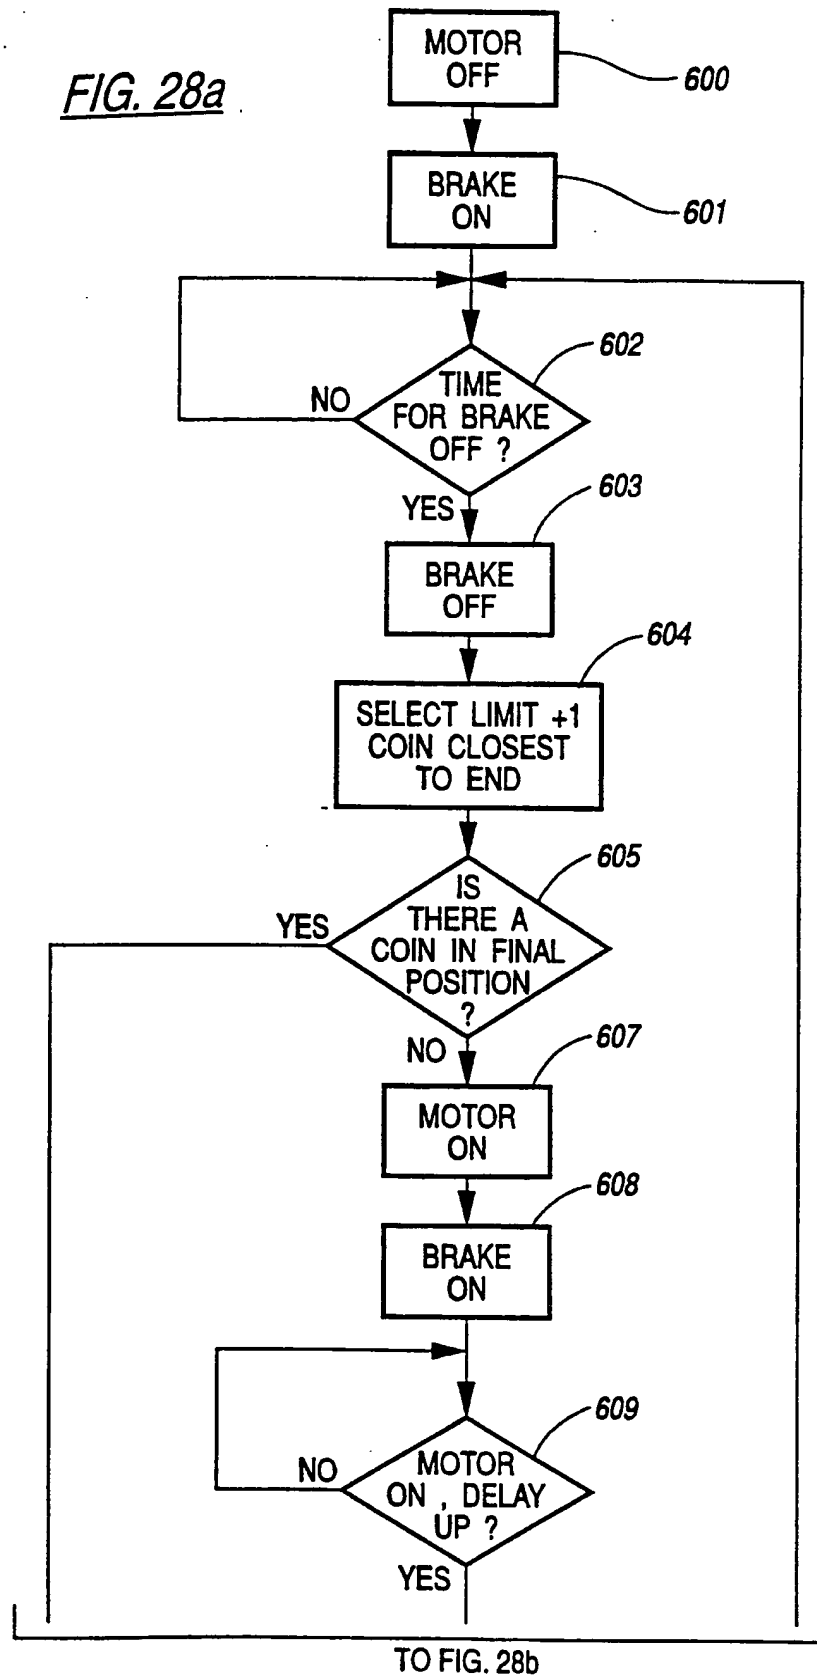 FIG. 28a
MOTOR
OFF
600
BRAKE
ON
601
602
TIME
FOR BRAKE
OFF ?
NO
YES
603
BRAKE
OFF
604
SELECT LIMIT +1
COIN CLOSEST
TO END
605
IS
THERE A
COIN IN FINAL
POSITION
?
YES
NO
607
MOTOR
ON
608
BRAKE
ON
609
MOTOR
ON , DELAY
UP ?
NO
YES
TO FIG. 28b